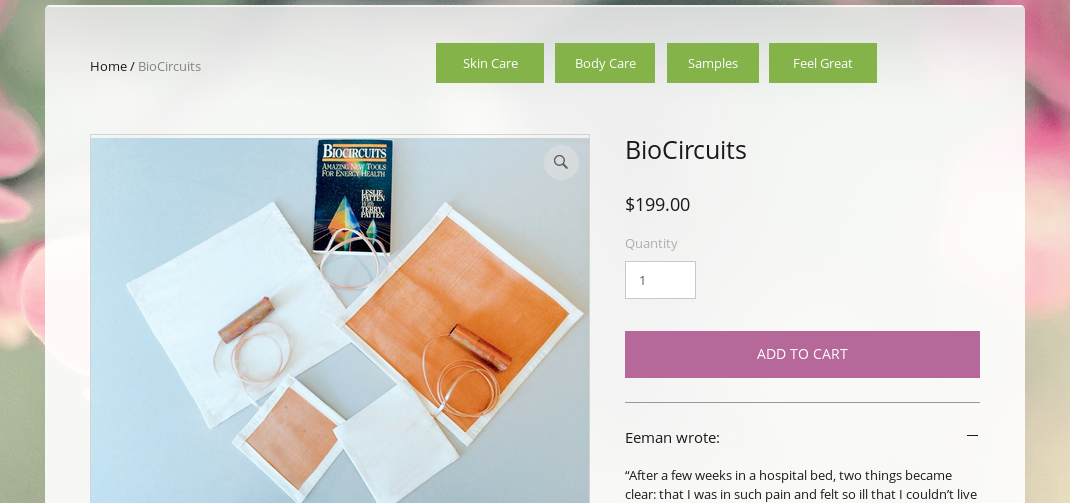 Home / BioCircuits
Skin Care
Body Care
Samples
Feel Great
BIOCIRCUITS
AMAZING NEW TOOLS
FOR ENERGY HEALTH
LESLIE
PATTEN
TERRY
PATTEN
BioCircuits
$199.00
Quantity
1
ADD TO CART
Eeman wrote:
“After a few weeks in a hospital bed, two things became
clear: that I was in such pain and felt so ill that I couldn’t live